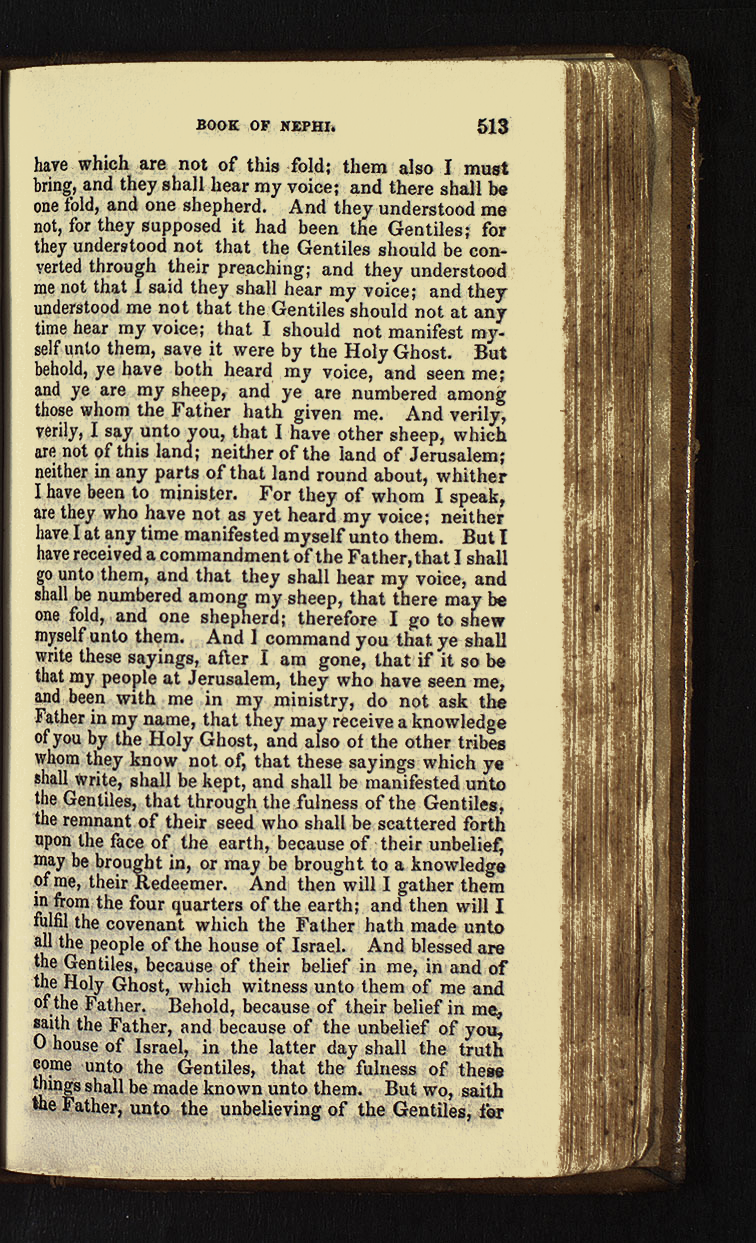 BOOK OF NEPHI. 513
have which are not of this fold; them also I must
bring, and they shall hear my voice; and there shall be
one fold, and one shepherd. And they understood me
not, for they supposed it had been the Gentiles; for
they understood not that the Gentiles should be con-
verted through their preaching; and they understood
me not that I said they shall hear my voice; and they
understood me not that the Gentiles should not at any
time hear my voice; that I should not manifest my-
self unto them, save it were by the Holy Ghost. But
behold, ye have both heard my voice, and seen me;
and ye are my sheep, and ye are numbered among
those whom the Father hath given me. And verily,
verily, I say unto you, that I have other sheep, which
are not of this land; neither of the land of Jerusalem;
neither in any parts of that land round about, whither
I have been to minister. For they of whom I speak,
are they who have not as yet heard my voice; neither
have I at any time manifested myself unto them. But I
have received a commandment of the Father, that I shall
go unto them, and that they shall hear my voice, and
shall be numbered among my sheep, that there may be
one fold, and one shepherd; therefore I go to shew
myself unto them. And I command you that ye shall
write these sayings, after I am gone, that if it so be
that my people at Jerusalem, they who have seen me,
and been with me in my ministry, do not ask the
Father in my name, that they may receive a knowledge
of you by the Holy Ghost, and also of the other tribes
whom they know not of, that these sayings which ye
shall write, shall be kept, and shall be manifested unto
the Gentiles, that through the fulness of the Gentiles,
the remnant of their seed who shall be scattered forth
upon the face of the earth, because of their unbelief,
may be brought in, or may be brought to a knowledge
of me, their Redeemer. And then will I gather them
in from the four quarters of the earth; and then will I
fulfil the covenant which the Father hath made unto
all the people of the house of Israel. And blessed are
the Gentiles, because of their belief in me, in and of
the Holy Ghost, which witness unto them of me and
of the Father. Behold, because of their belief in me,
saith the Father, and because of the unbelief of you,
O house of Israel, in the latter day shall the truth
come unto the Gentiles, that the fulness of these
things shall be made known unto them. But wo, saith
the Father, unto the unbelieving of the Gentiles, for